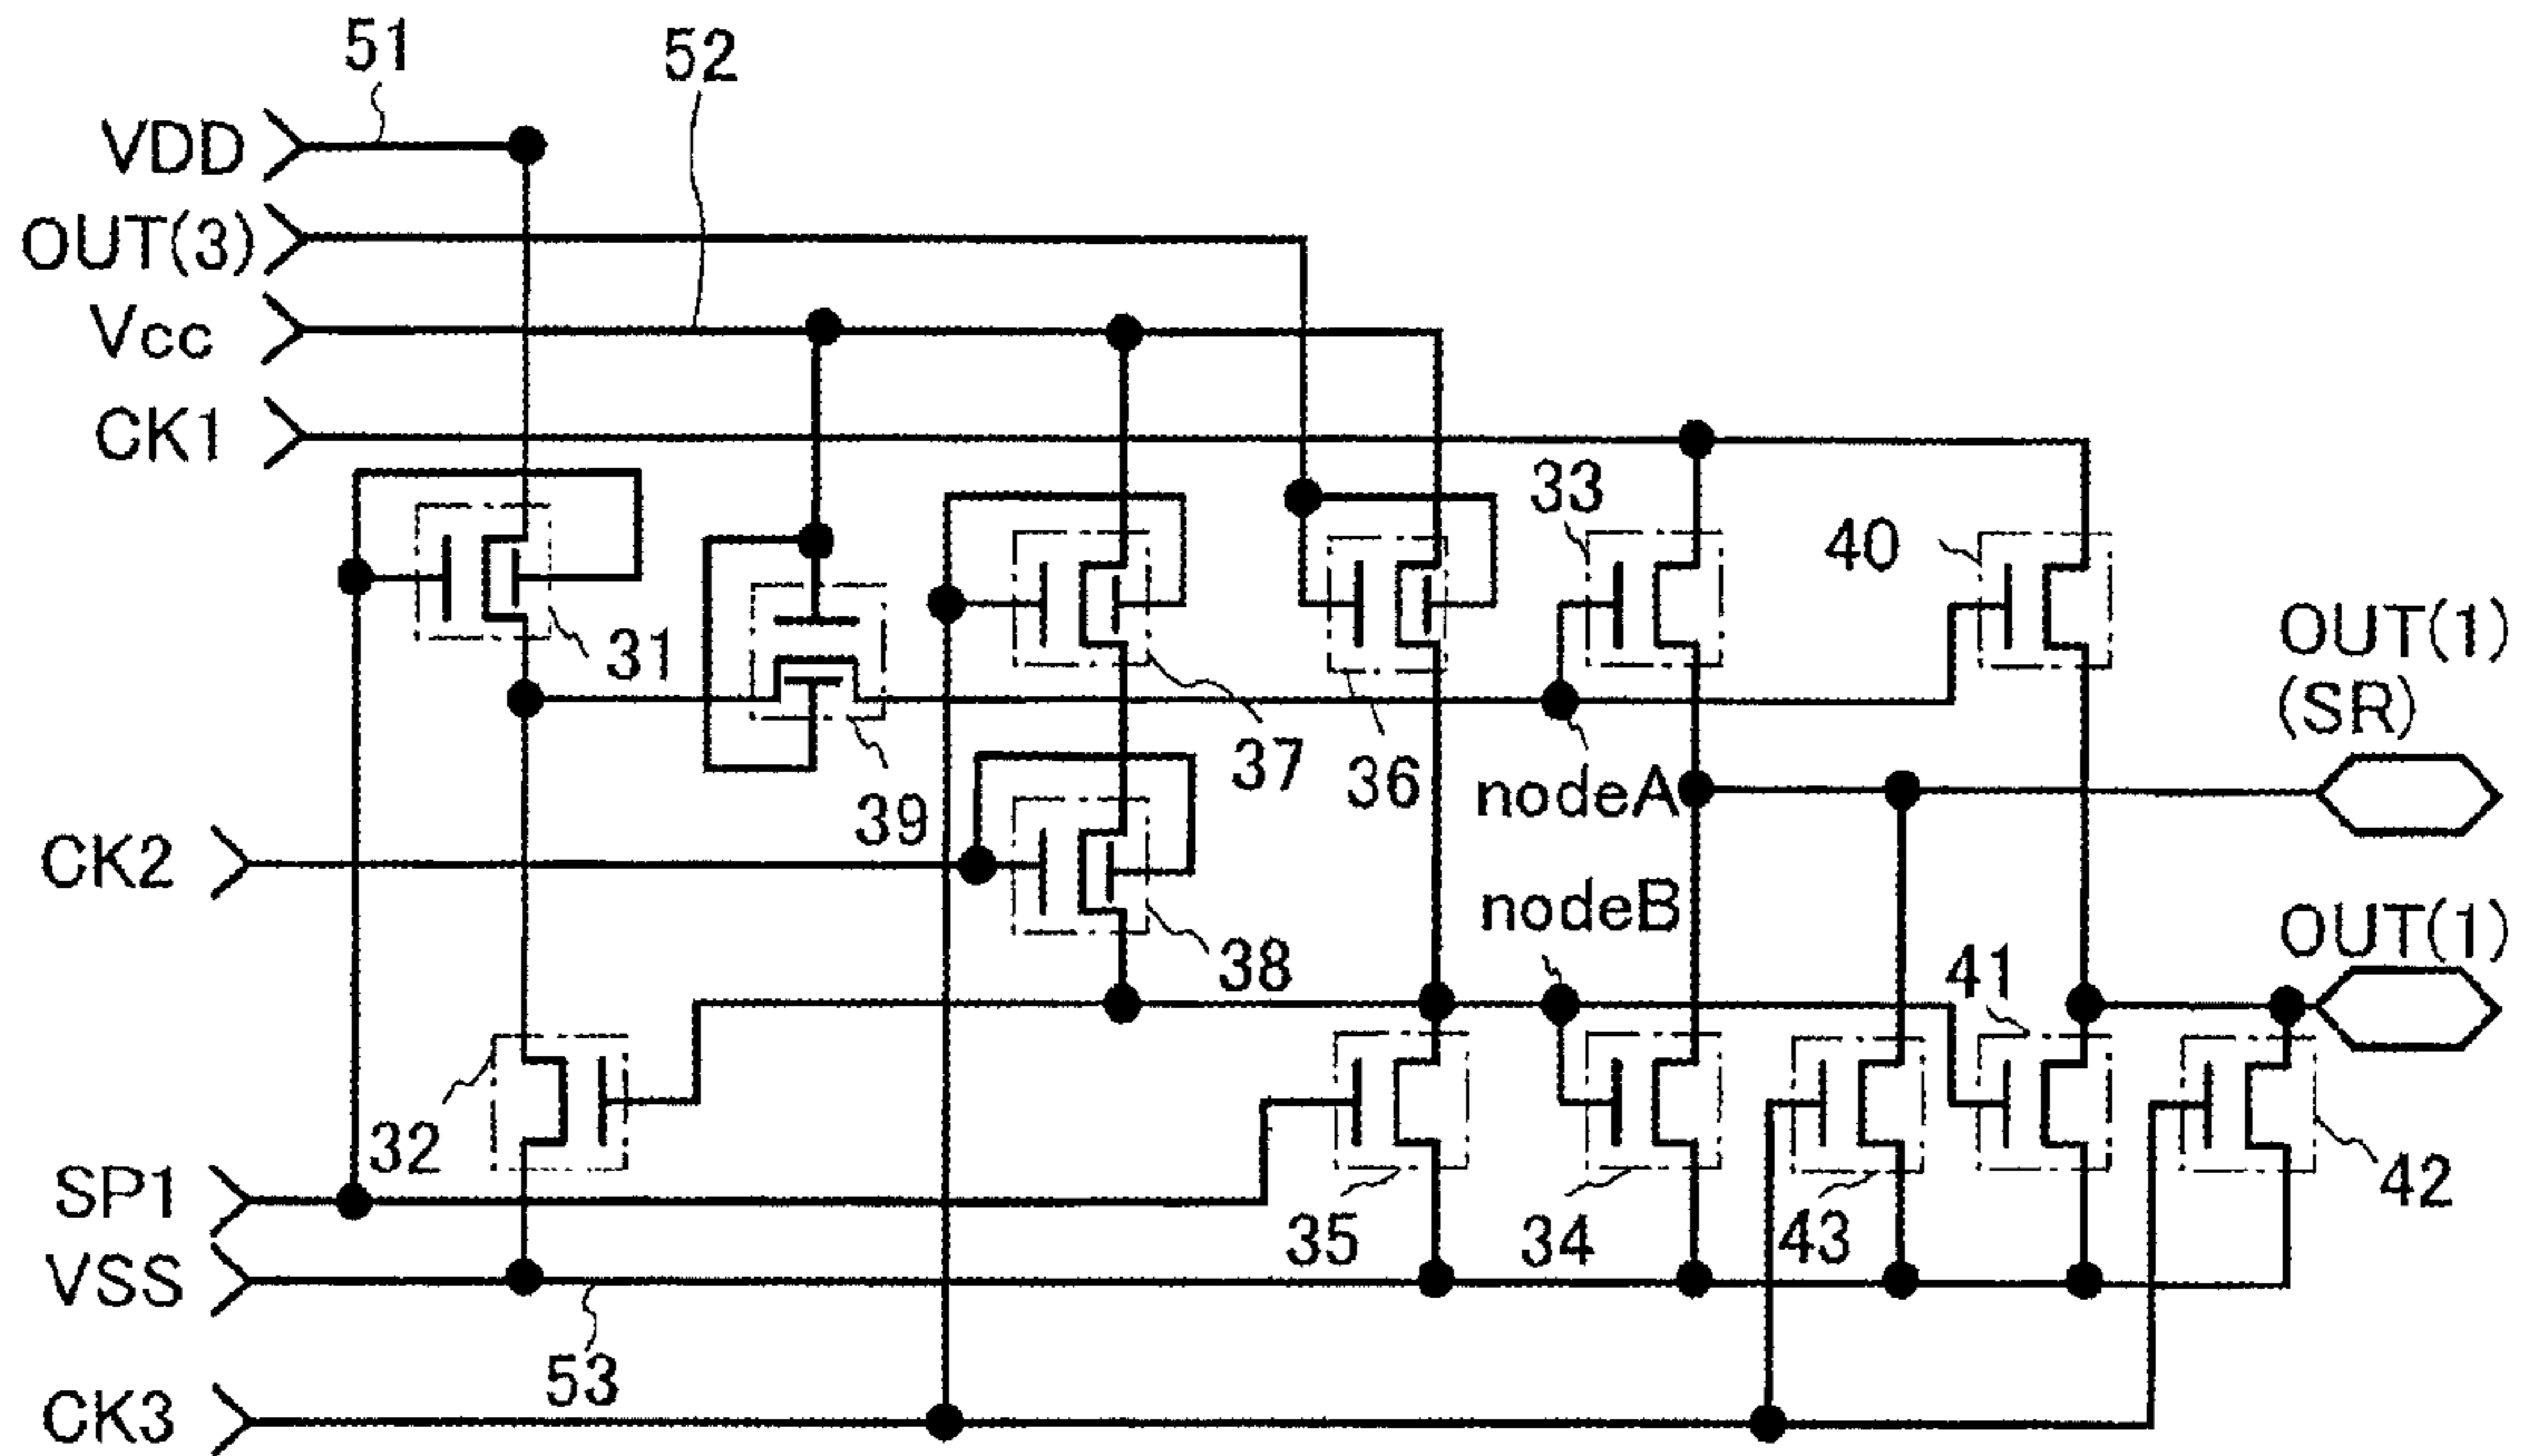 51
52
VDD
OUT(3)
Vcc
CK1
33
40
31
OUT(1)
(SR)
37
36
nodeA
39
CK2
nodeB
38
41
OUT(1)
32
SP1
42
35
34
43
VSS
53
CK3